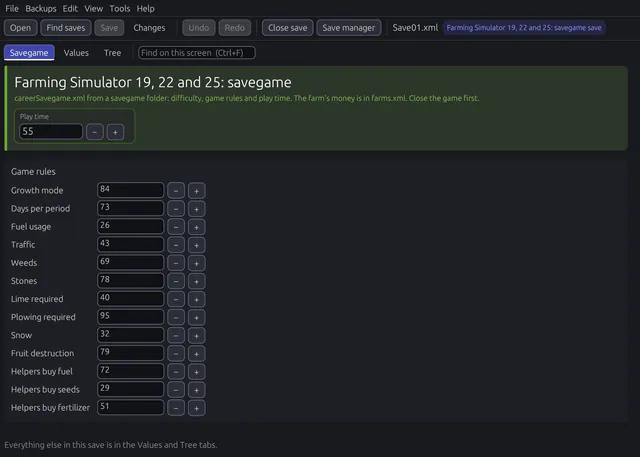 File Backups Edit View Tools Help
Open Find saves Save Changes Undo Redo Close save Save manager Save01.xml Farming Simulator 19, 22 and 25: savegame save
Savegame Values Tree Find on this screen (Ctrl+F)
Farming Simulator 19, 22 and 25: savegame
careerSavegame.xml from a savegame folder: difficulty, game rules and play time. The farm's money is in farms.xml. Close the game first.
Play time
55 − +
Game rules
Growth mode 84 − +
Days per period 73 − +
Fuel usage 26 − +
Traffic 43 − +
Weeds 69 − +
Stones 78 − +
Lime required 40 − +
Plowing required 95 − +
Snow 32 − +
Fruit destruction 79 − +
Helpers buy fuel 72 − +
Helpers buy seeds 29 − +
Helpers buy fertilizer 51 − +
Everything else in this save is in the Values and Tree tabs.